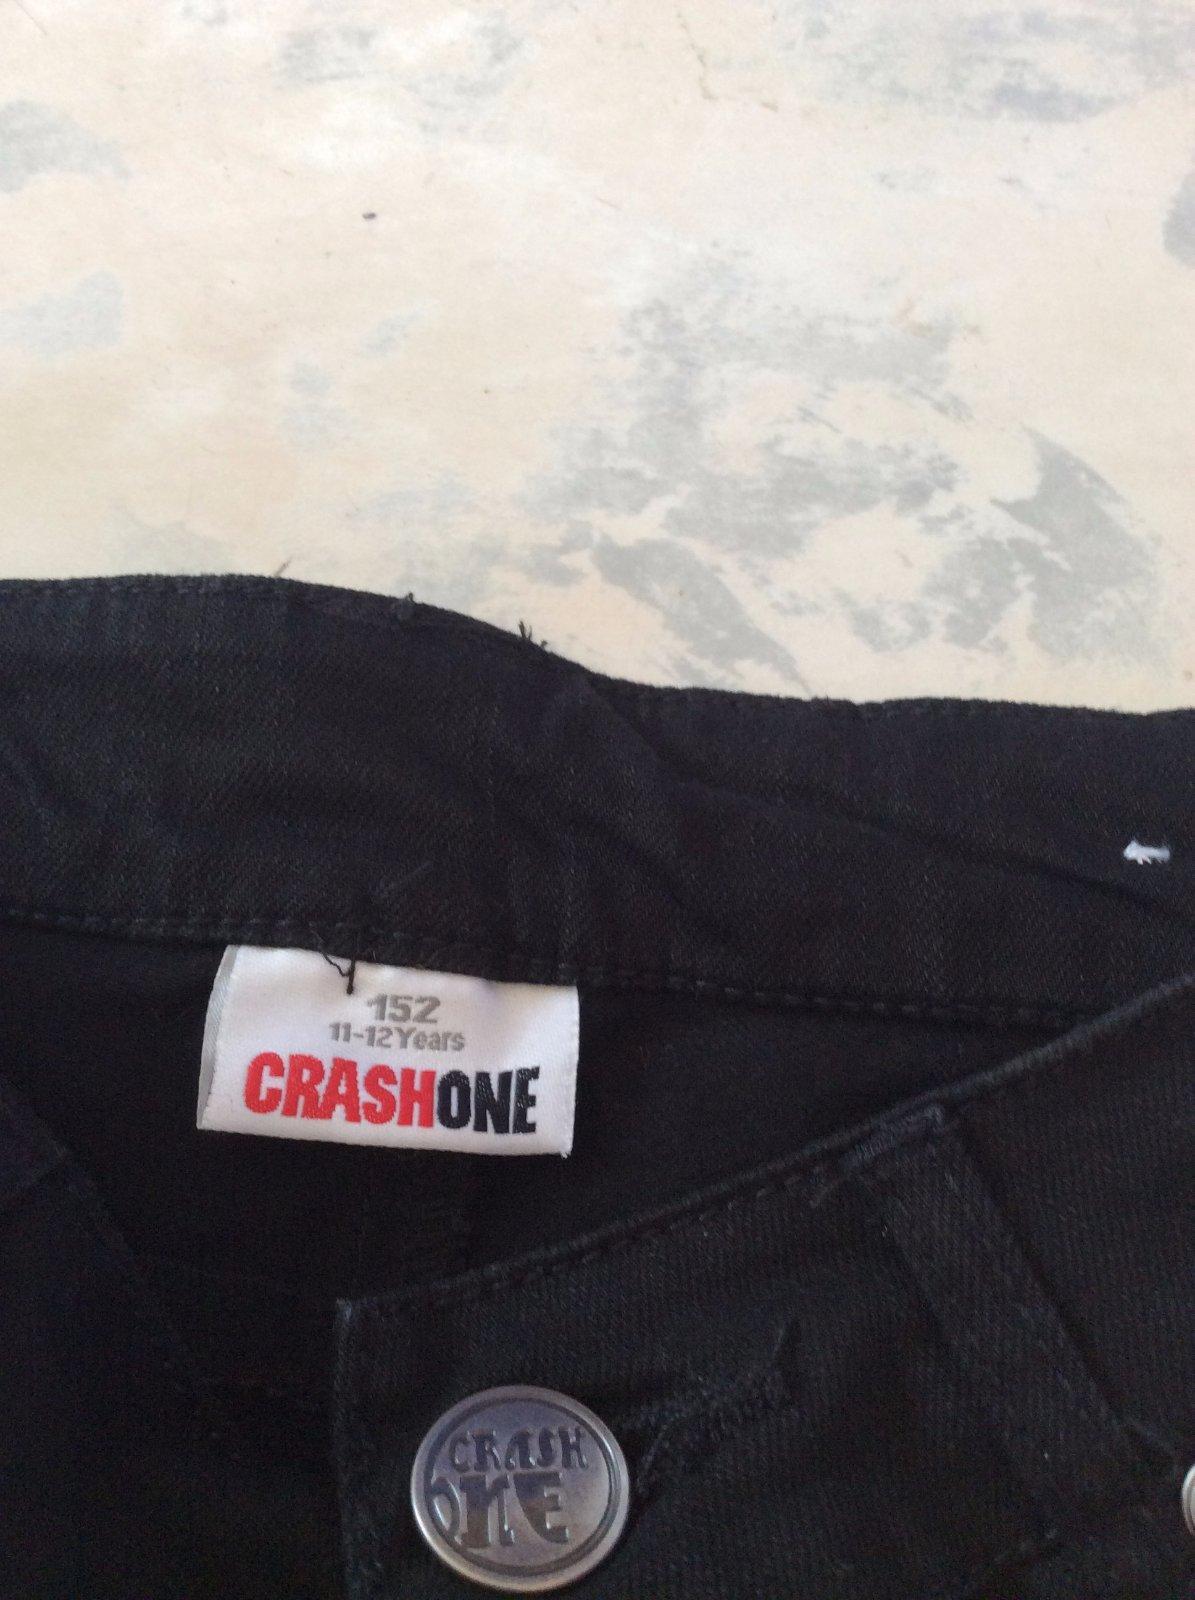 152
11-12 Years
CRASHONE
CRASH
ONE